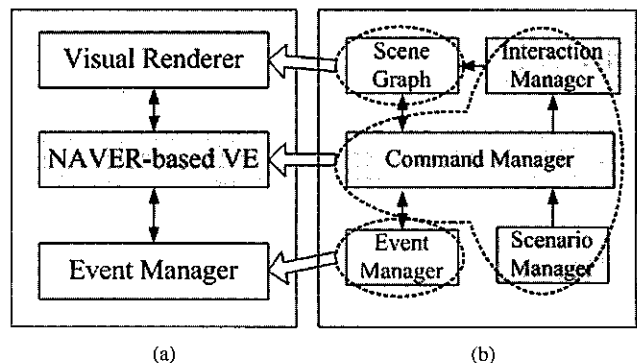 Visual Renderer
NAVER-based VE
Event Manager
(a)
Scene
Graph
Interaction
Manager
Command Manager
Event
Manager
Scenario
Manager
(b)